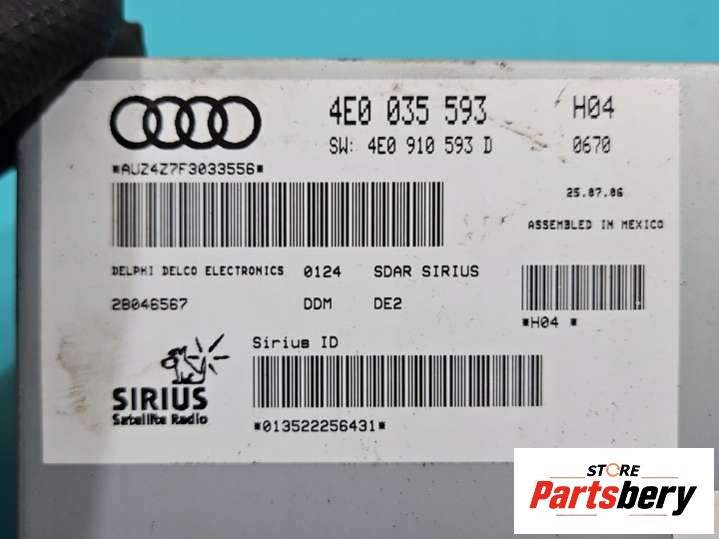 4E0 035 593 H04
SW: 4E0 910 593 D 0670
*AUZ4Z7F3033556*
25.07.06
ASSEMBLED IN MEXICO
DELPHI DELCO ELECTRONICS 0124 SDAR SIRIUS
28046567 DDM DE2
*H04 *
Sirius ID
SIRIUS
Satellite Radio
*013522256431*
STORE
Partsbery